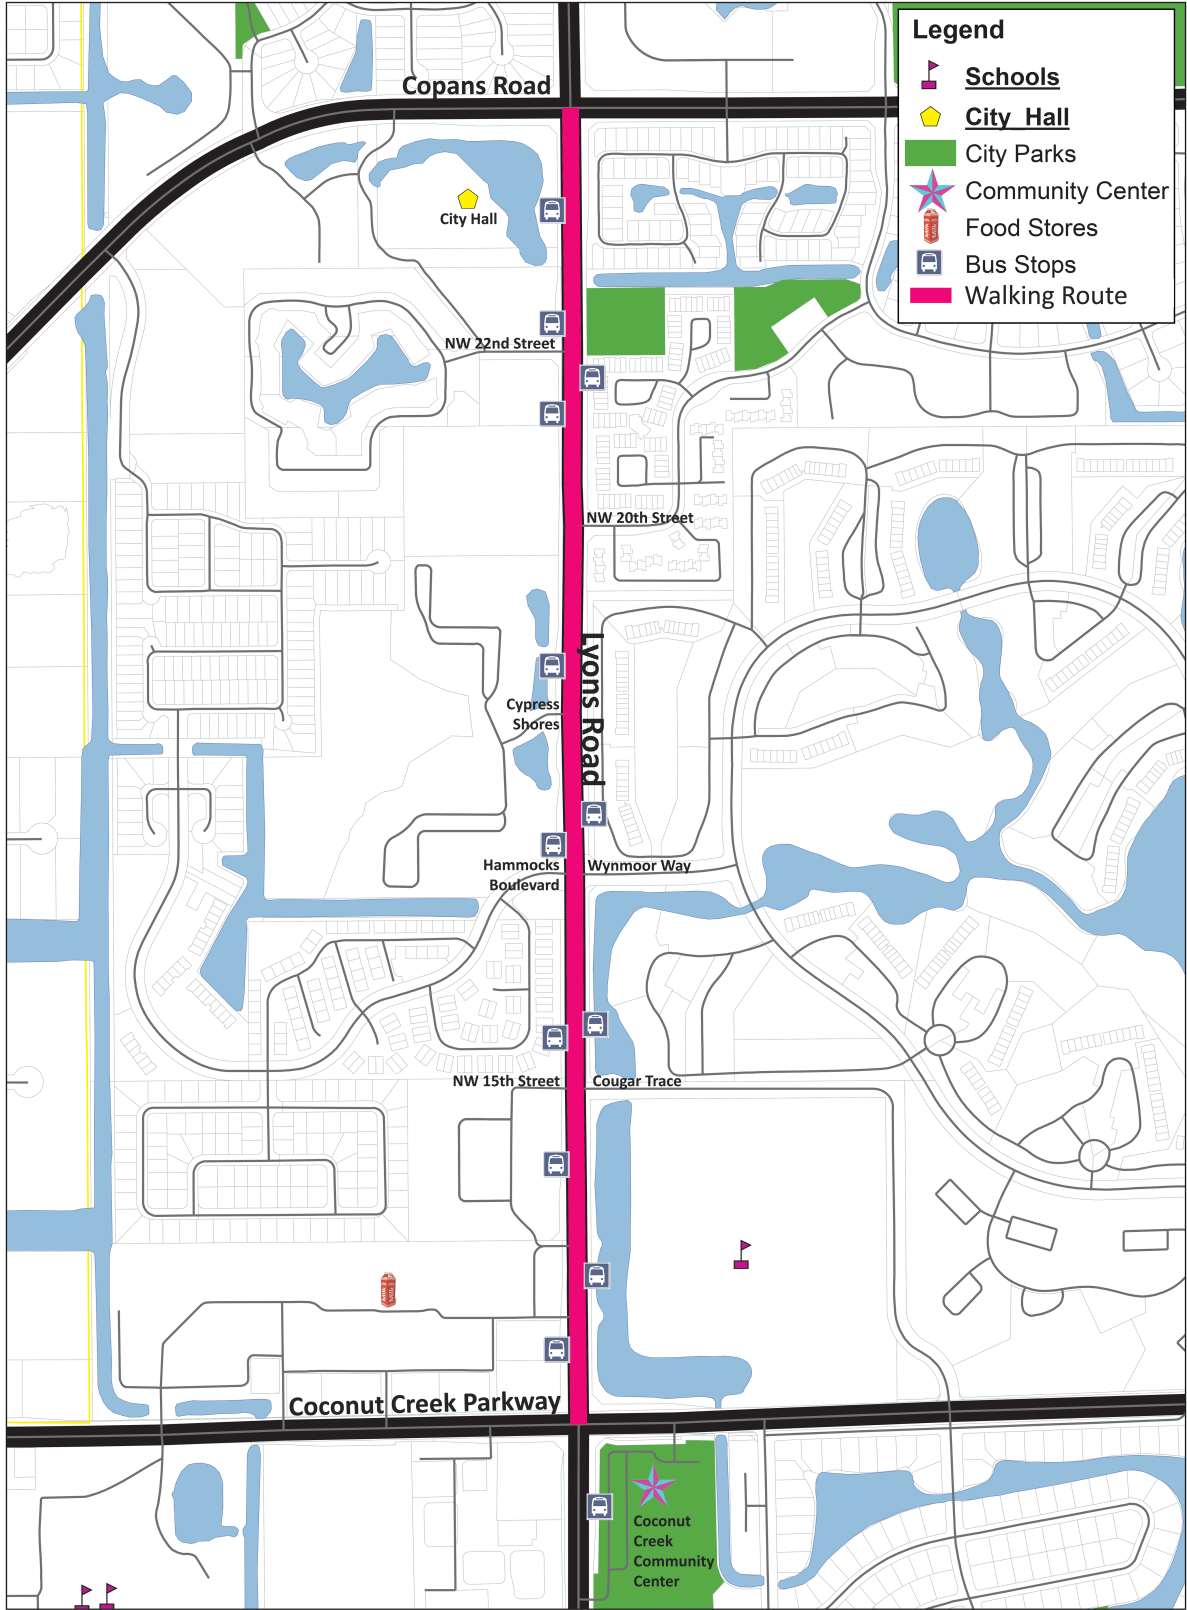 Legend
Schools
City_Hall
City Parks
Community Center
Food Stores
Bus Stops
Walking Route
Copans Road
City Hall
NW 22nd Street
NW 20th Street
Lyons Road
Cypress
Shores
Hammocks
Boulevard
Wynmoor Way
NW 15th Street
Cougar Trace
Coconut Creek Parkway
Coconut
Creek
Community
Center